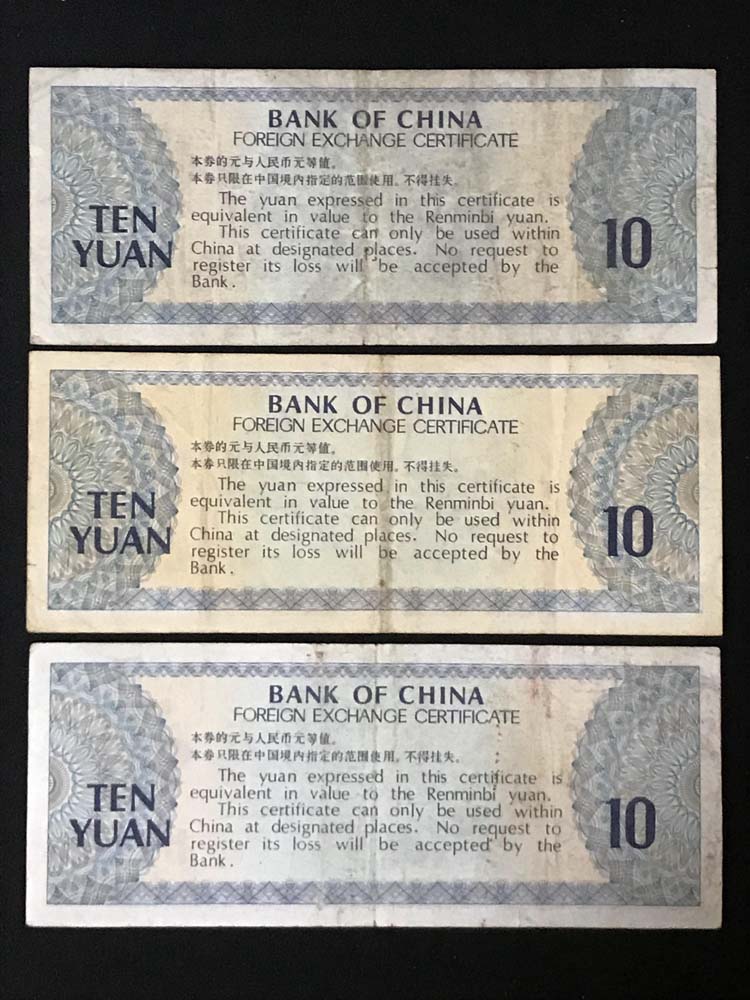 BANK OF CHINA
FOREIGN EXCHANGE CERTIFICATE
本券的元与人民币元等值。
本券只限在中国境内指定的范围使用。不得挂失。
The yuan expressed in this certificate is
equivalent in value to the Renminbi yuan.
This certificate can only be used within
China at designated places. No request to
register its loss will be accepted by the
Bank.
TEN
YUAN
10
BANK OF CHINA
FOREIGN EXCHANGE CERTIFICATE
本券的元与人民币元等值。
本券只限在中国境内指定的范围使用。不得挂失。
The yuan expressed in this certificate is
equivalent in value to the Renminbi yuan.
This certificate can only be used within
China at designated places. No request to
register its loss will be accepted by the
Bank.
TEN
YUAN
10
BANK OF CHINA
FOREIGN EXCHANGE CERTIFICATE
本券的元与人民币元等值。
本券只限在中国境内指定的范围使用。不得挂失。
The yuan expressed in this certificate is
equivalent in value to the Renminbi yuan.
This certificate can only be used within
China at designated places. No request to
register its loss will be accepted by the
Bank.
TEN
YUAN
10